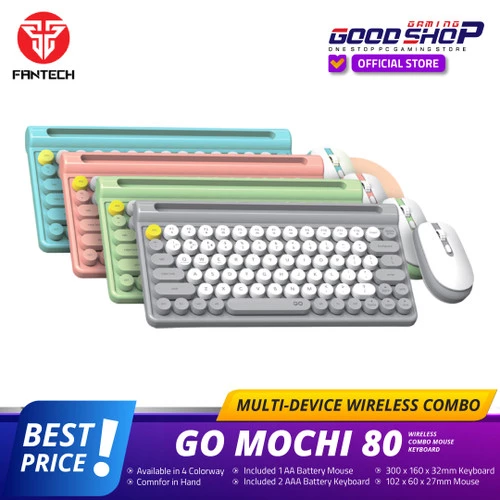 FANTECH
GAMING
GOOD SHOP
ONE STOP PC GAMING STORE
OFFICIAL STORE
GO
MULTI-DEVICE WIRELESS COMBO
BEST
PRICE !
GO MOCHI 80
WIRELESS
COMBO MOUSE
KEYBOARD
• Available in 4 Colorway
• Comnfor in Hand
• Included 1 AA Battery Mouse
• Included 2 AAA Battery Keyboard
• 300 x 160 x 32mm Keyboard
• 102 x 60 x 27mm Mouse